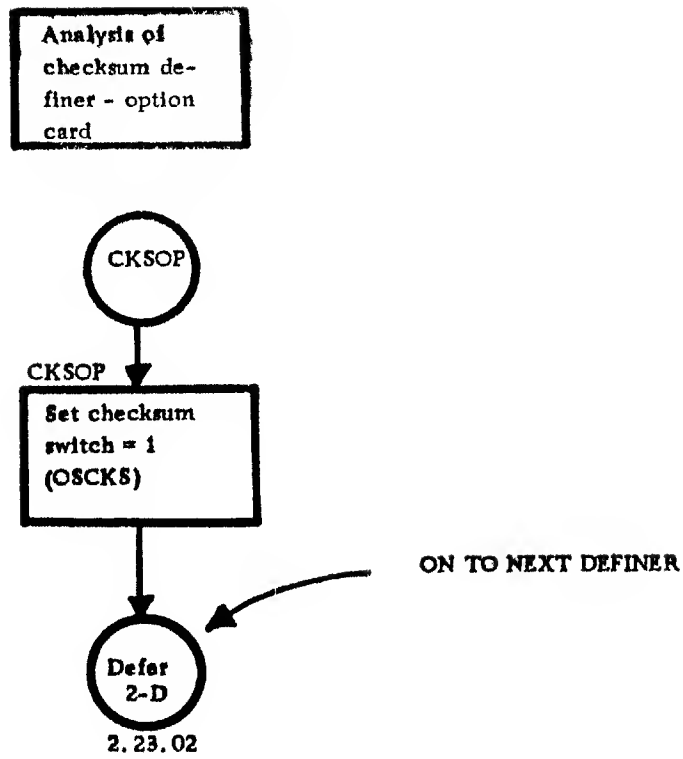 Analysis of
checksum de-
finer - option
card
CKSOP
CKSOP
Set checksum
switch = 1
(OSCKS)
ON TO NEXT DEFINER
Defer
2-D
2.23.02